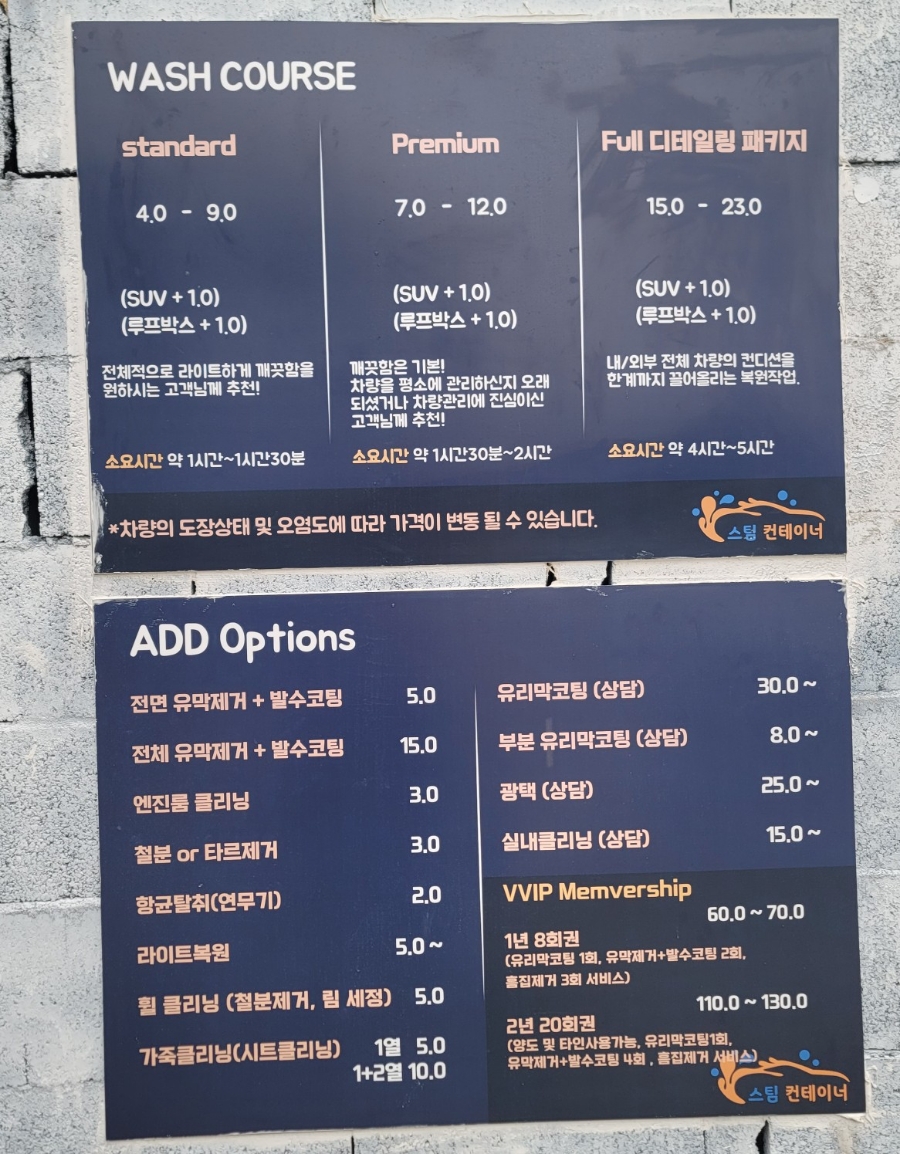 WASH COURSE
standard
4.0 - 9.0
(SUV + 1.0)
(루프박스 + 1.0)
전체적으로 라이트하게 깨끗함을
원하시는 고객님께 추천!
소요시간 약 1시간~1시간30분
Premium
7.0 - 12.0
(SUV + 1.0)
(루프박스 + 1.0)
깨끗함은 기본!
차량을 평소에 관리하신지 오래
되셨거나 차량관리에 진심이신
고객님께 추천!
소요시간 약 1시간30분~2시간
Full 디테일링 패키지
15.0 - 23.0
(SUV + 1.0)
(루프박스 + 1.0)
내/외부 전체 차량의 컨디션을
한계까지 끌어올리는 복원작업.
소요시간 약 4시간~5시간
*차량의 도장상태 및 오염도에 따라 가격이 변동 될 수 있습니다.
스팀 컨테이너
ADD Options
전면 유막제거 + 발수코팅 5.0
전체 유막제거 + 발수코팅 15.0
엔진룸 클리닝 3.0
철분 or 타르제거 3.0
항균탈취(연무기) 2.0
라이트복원 5.0 ~
휠 클리닝 (철분제거, 림 세정) 5.0
가죽클리닝(시트클리닝) 1열 5.0
1+2열 10.0
유리막코팅 (상담) 30.0 ~
부분 유리막코팅 (상담) 8.0 ~
광택 (상담) 25.0 ~
실내클리닝 (상담) 15.0 ~
VVIP Memvership
60.0 ~ 70.0
1년 8회권
(유리막코팅 1회, 유막제거+발수코팅 2회,
흠집제거 3회 서비스)
110.0 ~ 130.0
2년 20회권
(양도 및 타인사용가능, 유리막코팅1회,
유막제거+발수코팅 4회 , 흠집제거 서비스)
스팀 컨테이너